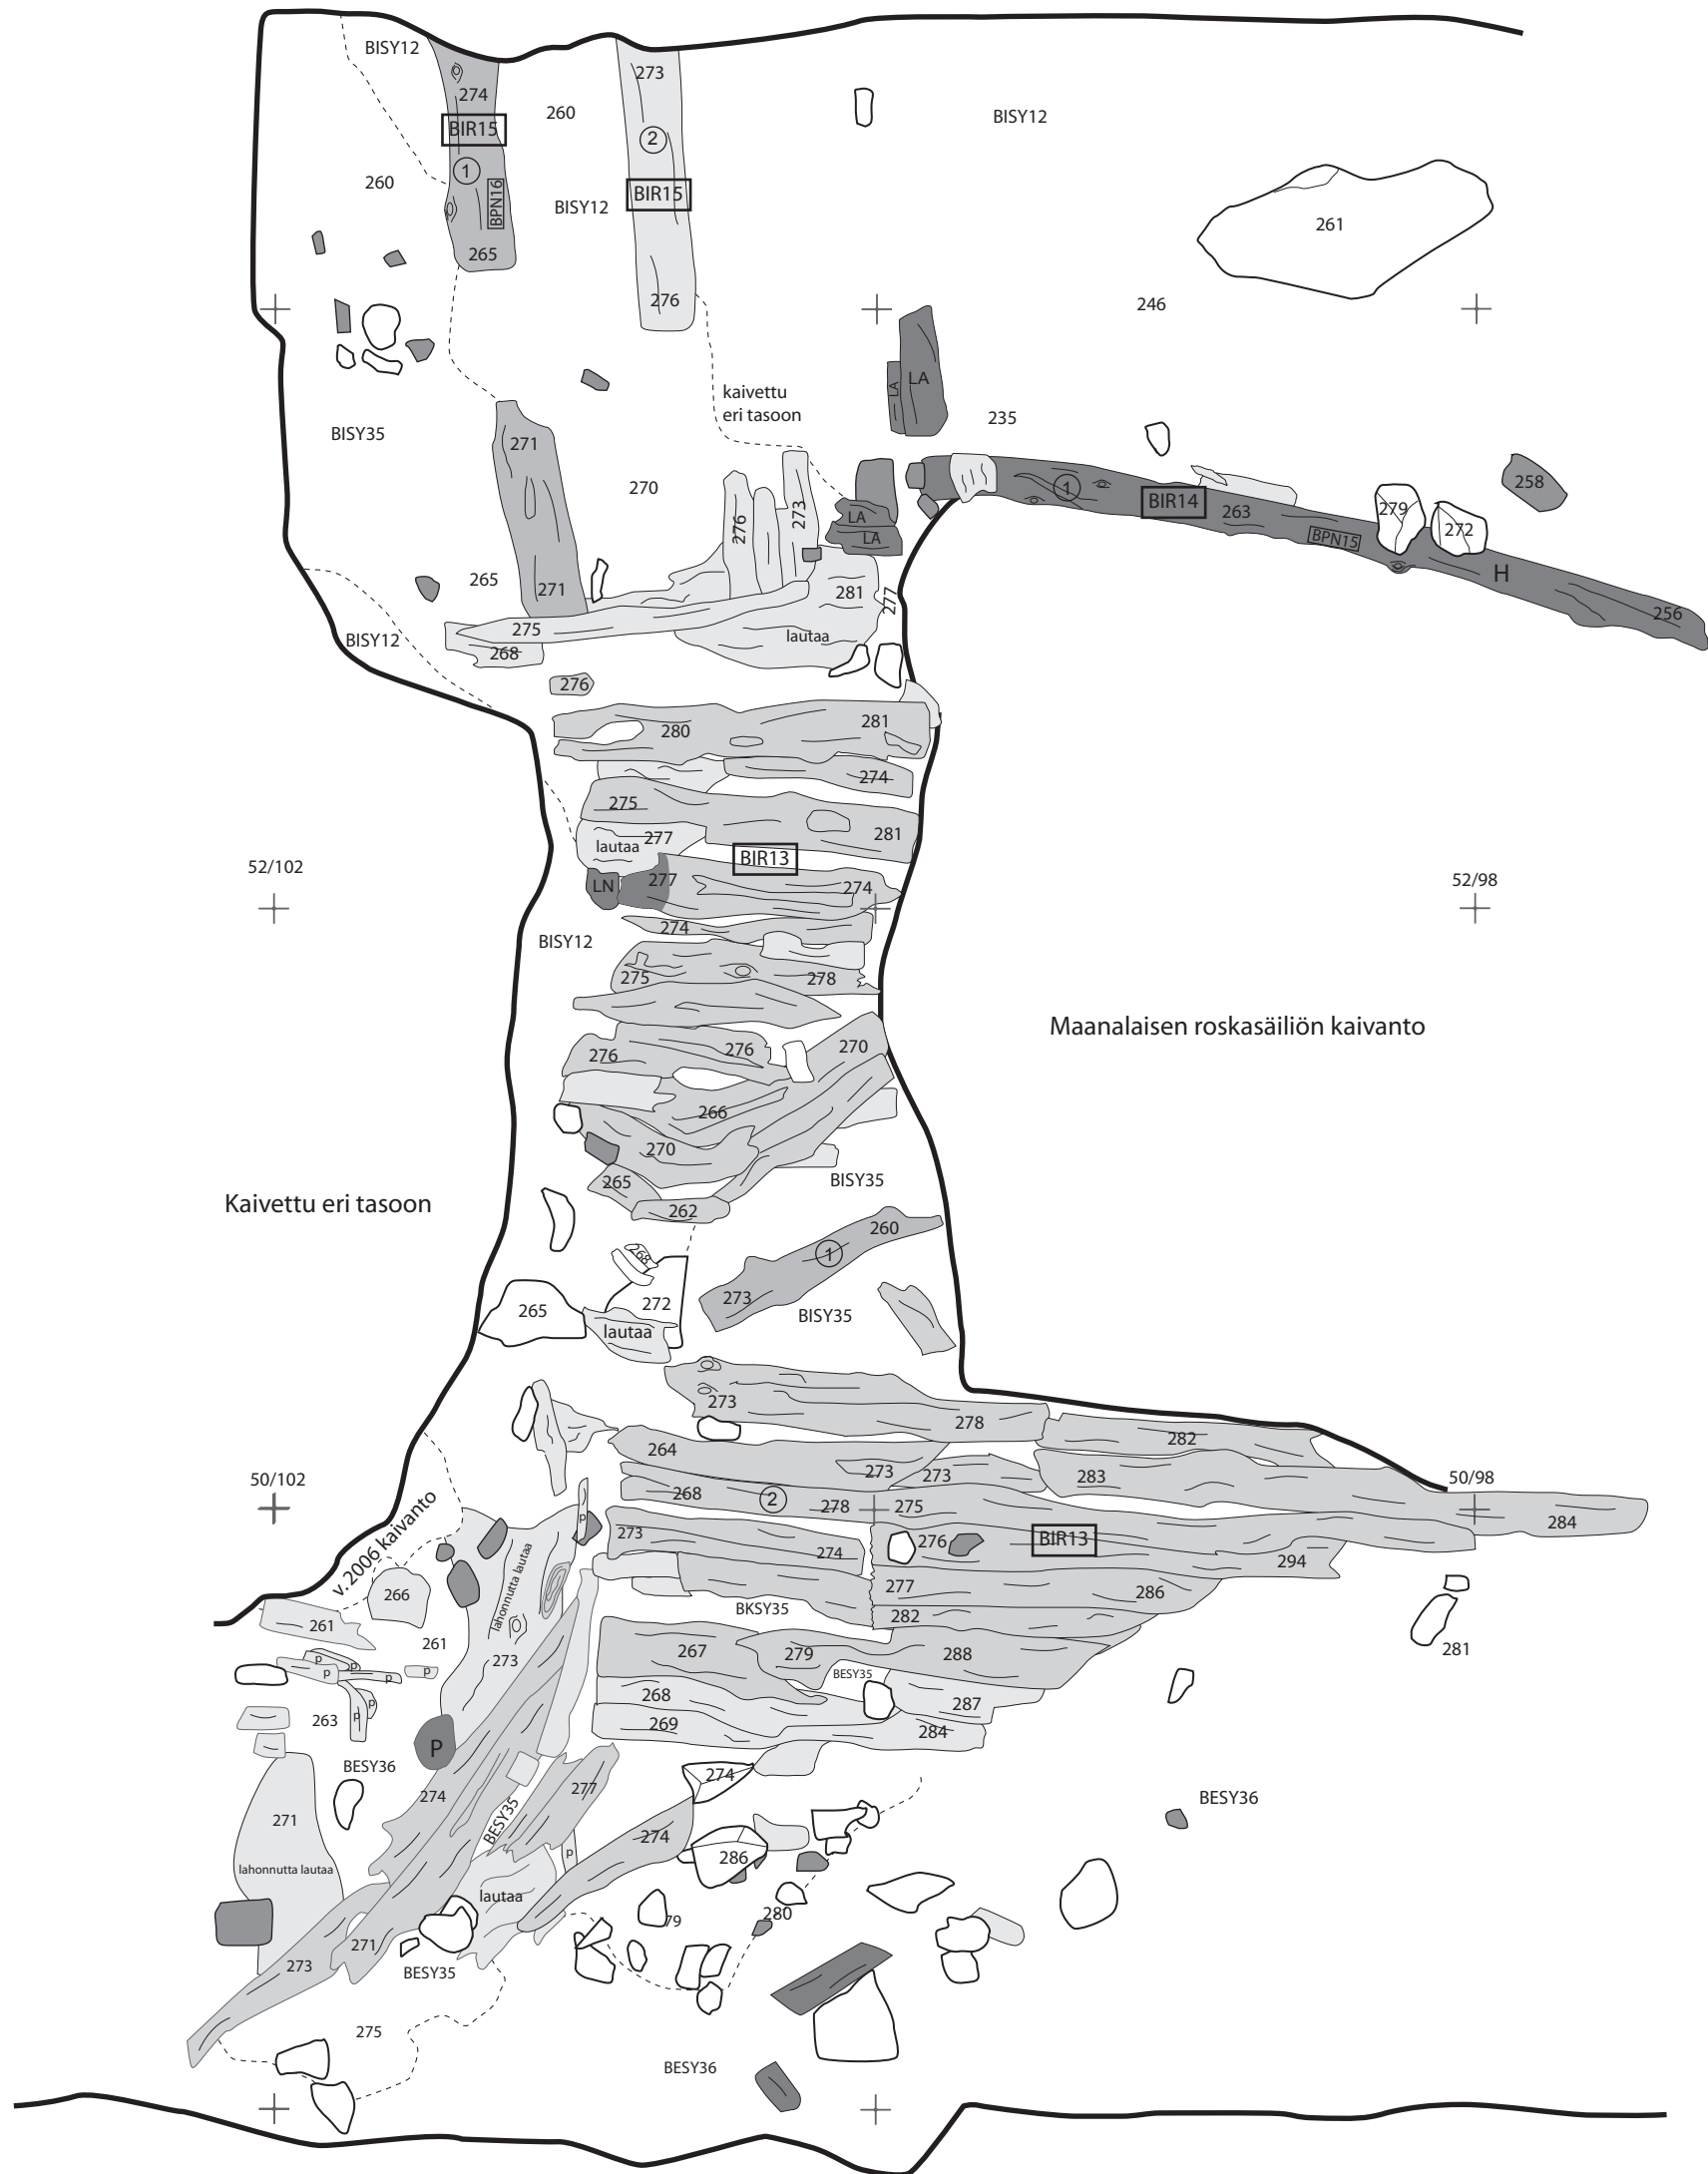 BISY12
273
274
BIR15
260
2
BISY12
1
260
BPN16
BISY12
BIR15
261
265
276
246
LA
LA
kaivettu
eri tasoon
235
BISY35
271
270
276
273
LA
LA
1
BIR14
263
BPN15
279
272
258
H
256
265
271
281
277
275
lautaa
BISY12
268
276
280
281
274
275
281
lautaa
277
BIR13
52/102
LN
277
274
52/98
274
BISY12
275
278
Maanalaisen roskasäiliön kaivanto
276
276
270
266
270
265
BISY35
Kaivettu eri tasoon
262
260
268
1
265
272
273
BISY35
lautaa
273
278
264
282
273
273
283
50/102
268
2
278
275
50/98
p
284
v.2006 kaivanto
273
274
276
BIR13
294
lahonnutta lautaa
266
277
286
BKSY35
282
261
261
273
267
279
288
281
p
p
p
p
p
BESY35
268
287
p
p
263
269
284
P
BESY36
274
277
274
BESY36
271
BESY35
274
p
286
lahonnutta lautaa
lautaa
79
280
271
273
BESY35
275
BESY36